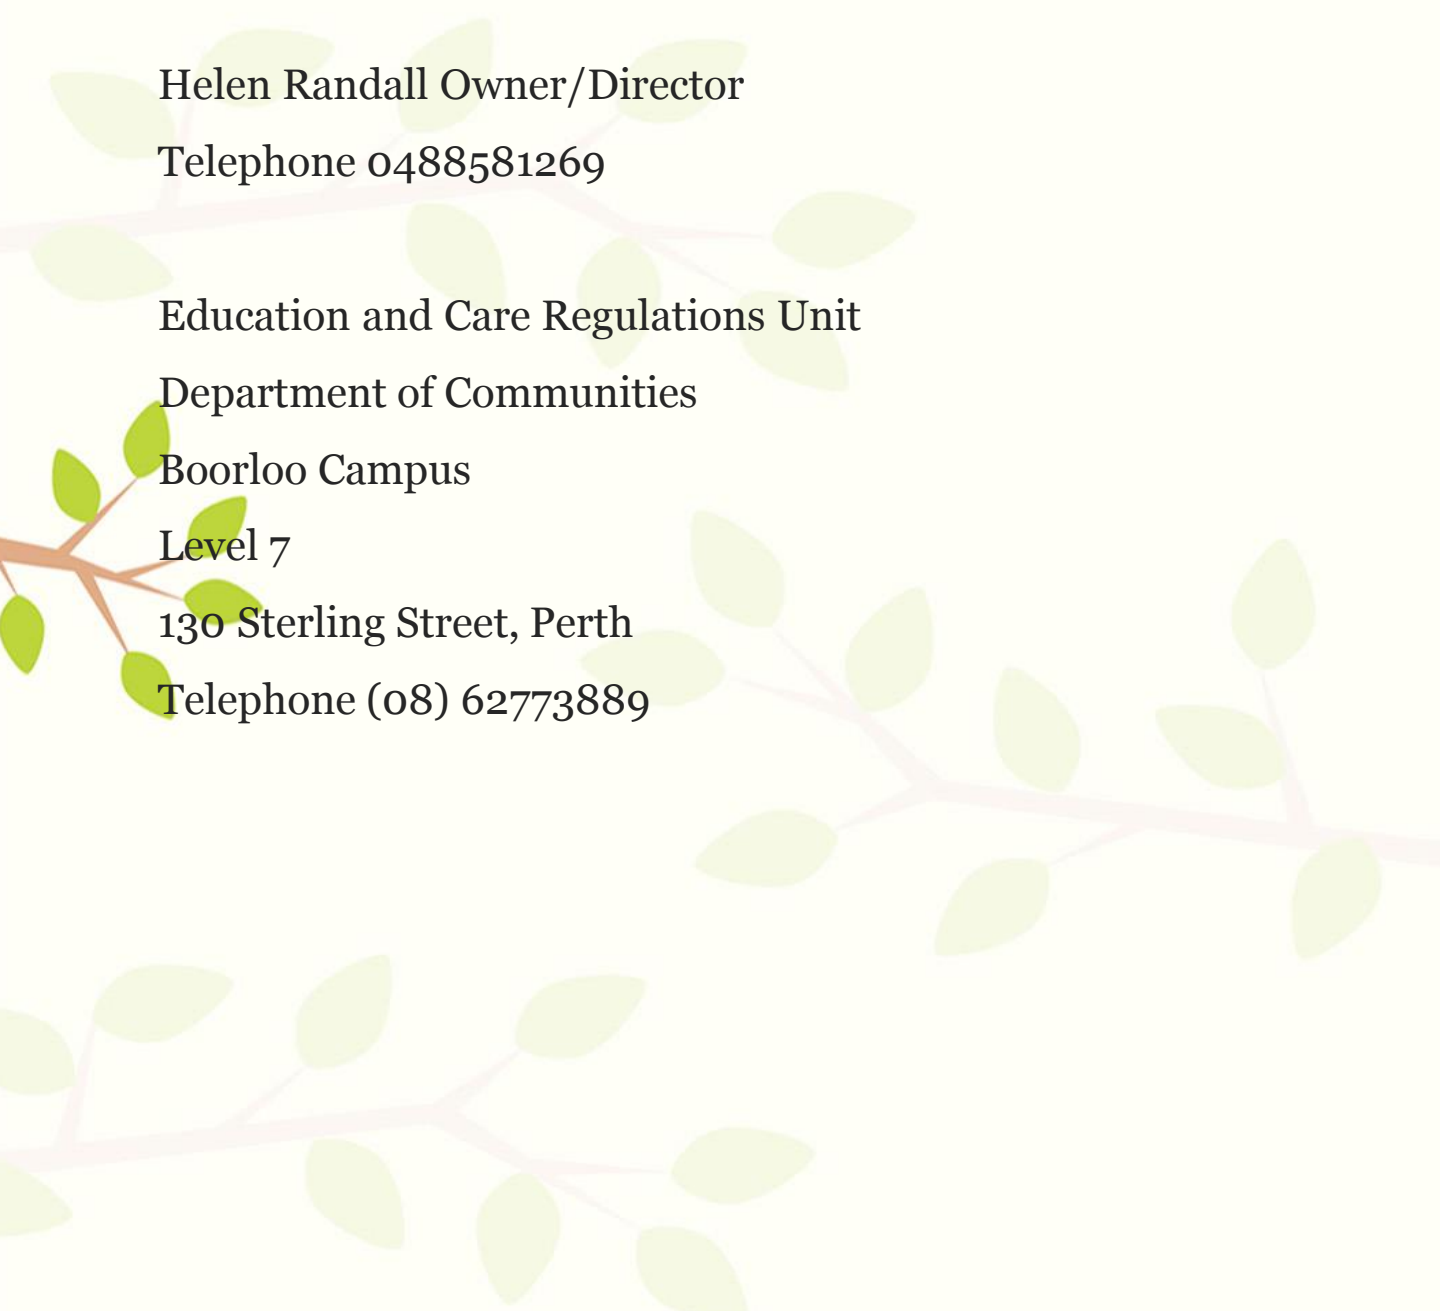 Helen Randall Owner/Director
Telephone 0488581269
Education and Care Regulations Unit
Department of Communities
Boorloo Campus
Level 7
130 Sterling Street, Perth
Telephone (08) 62773889